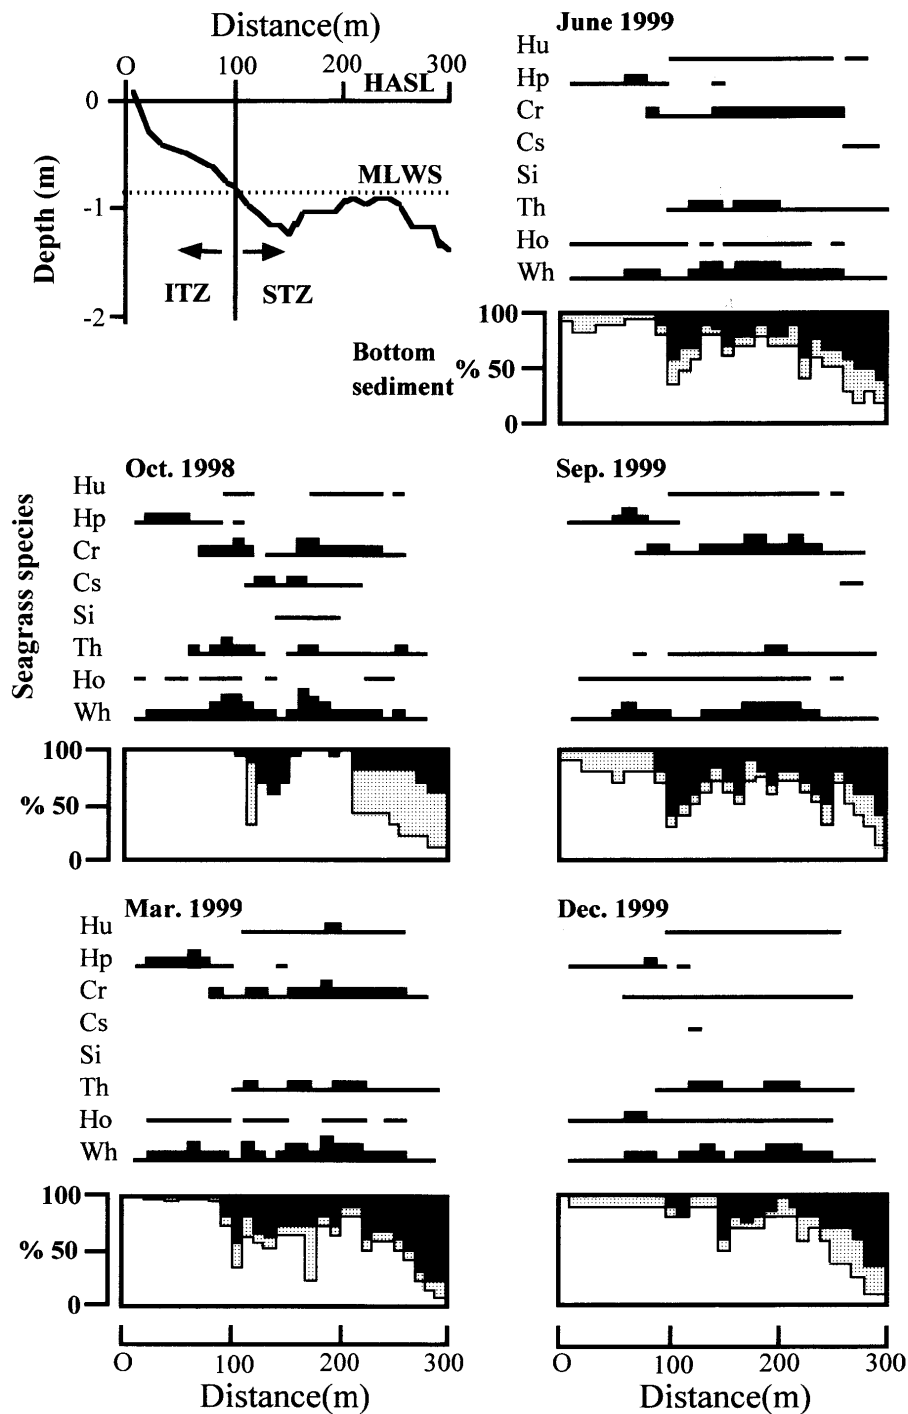 Distance(m)
O 100 200 300
HASL
0
MLWS
-1
Depth (m)
ITZ STZ
-2
June 1999
Hu
Hp
Cr
Cs
Si
Th
Ho
Wh
Bottom
sediment
100
% 50
0
Seagrass species
Oct. 1998
Hu
Hp
Cr
Cs
Si
Th
Ho
Wh
100
% 50
0
Sep. 1999
Mar. 1999
Hu
Hp
Cr
Cs
Si
Th
Ho
Wh
100
% 50
0
Dec. 1999
O 100 200 300
Distance(m)
O 100 200 300
Distance(m)